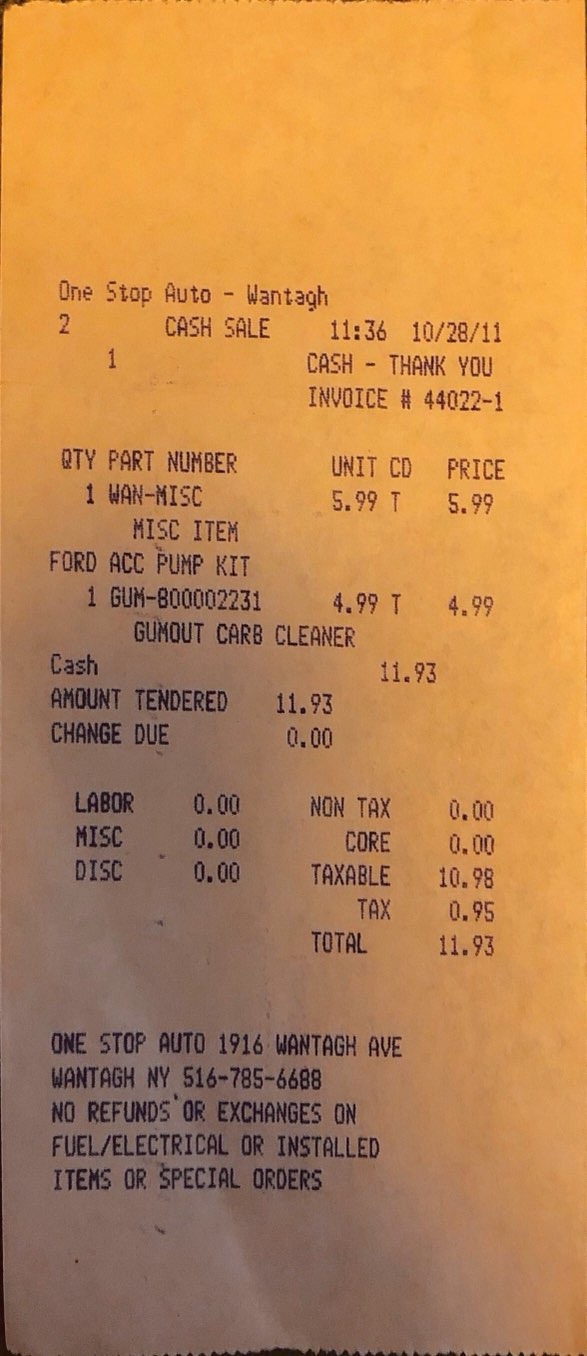 One Stop Auto - Wantagh
2 CASH SALE 11:36 10/28/11
1 CASH - THANK YOU
INVOICE # 44022-1
QTY PART NUMBER UNIT CD PRICE
1 WAN-MISC 5.99 T 5.99
MISC ITEM
FORD ACC PUMP KIT
1 GUM-800002231 4.99 T 4.99
GUMOUT CARB CLEANER
Cash 11.93
AMOUNT TENDERED 11.93
CHANGE DUE 0.00
LABOR 0.00 NON TAX 0.00
MISC 0.00 CORE 0.00
DISC 0.00 TAXABLE 10.98
TAX 0.95
TOTAL 11.93
ONE STOP AUTO 1916 WANTAGH AVE
WANTAGH NY 516-785-6688
NO REFUNDS OR EXCHANGES ON
FUEL/ELECTRICAL OR INSTALLED
ITEMS OR SPECIAL ORDERS